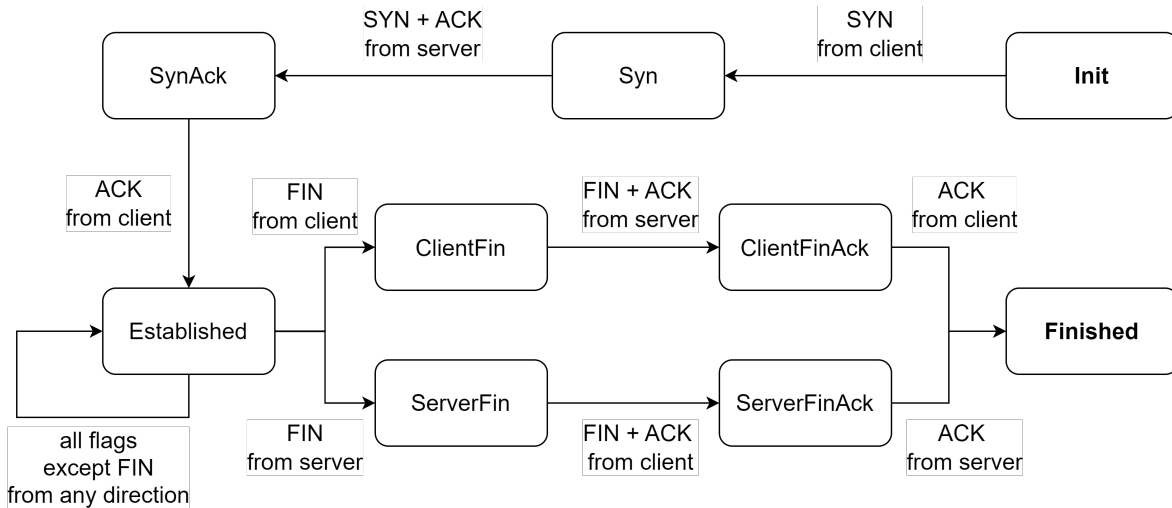 SYN + ACK
from server
SYN
from client
SynAck
Syn
Init
ACK
from client
FIN
from client
FIN + ACK
from server
ACK
from client
ClientFin
ClientFinAck
Established
Finished
ServerFin
ServerFinAck
all flags
except FIN
from any direction
FIN
from server
FIN + ACK
from client
ACK
from server